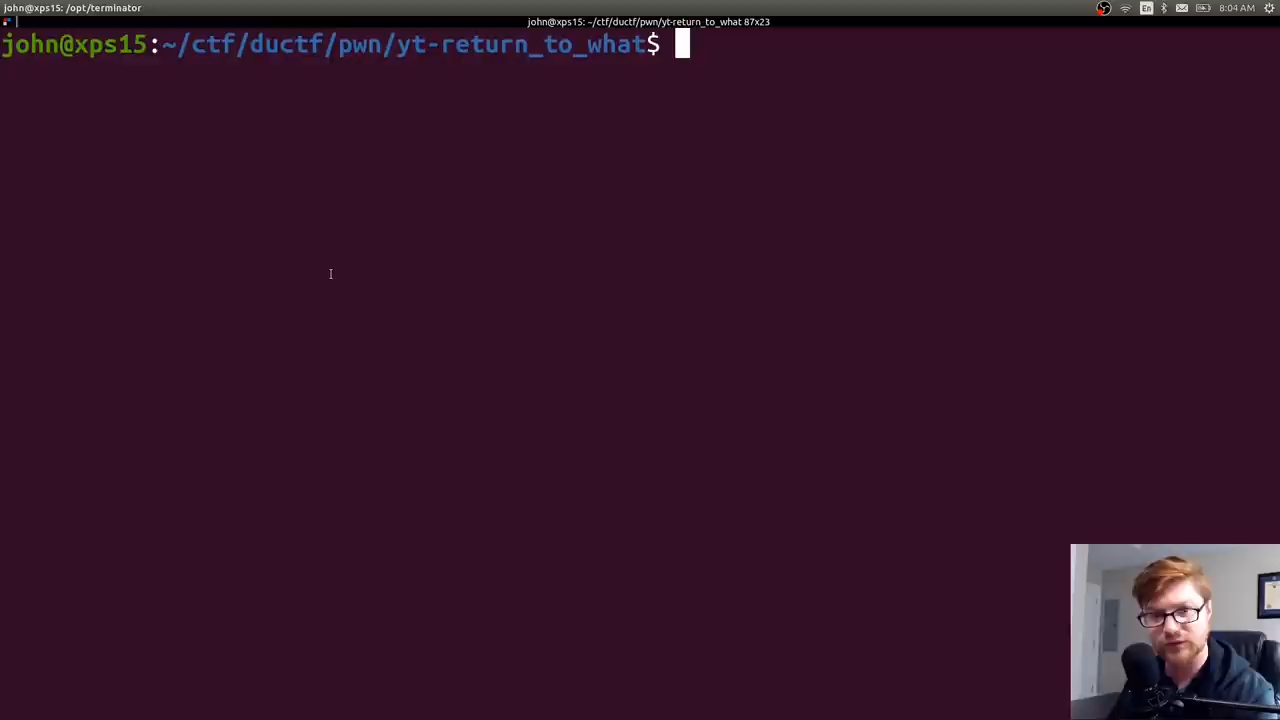 john@xps15: /opt/terminator
En
8:04 AM
john@xps15: ~/ctf/ductf/pwn/yt-return_to_what 87x23
john@xps15:~/ctf/ductf/pwn/yt-return_to_what$